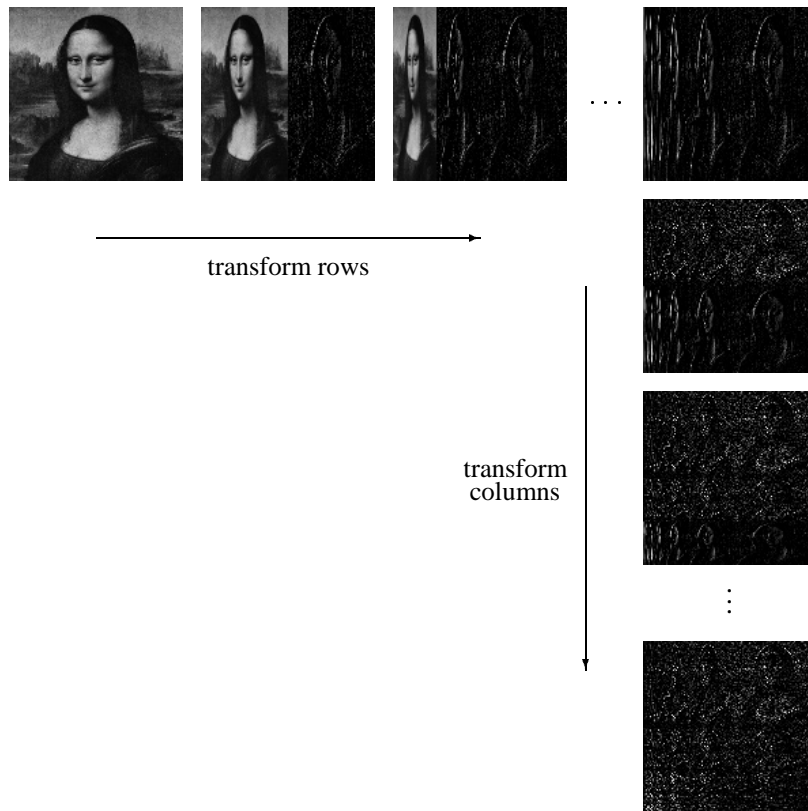 . . .
transform rows
transform
columns